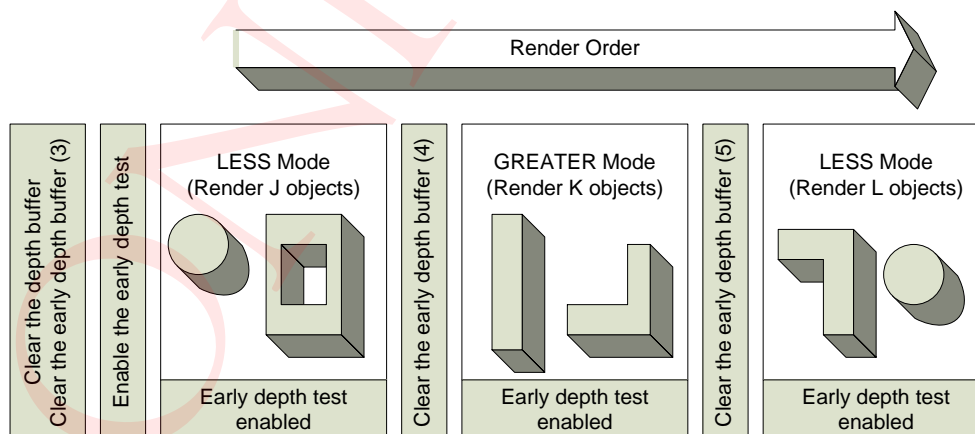 Render Order
Clear the depth buffer
Clear the early depth buffer (3)
Enable the early depth test
LESS Mode
(Render J objects)
Early depth test
enabled
Clear the early depth buffer (4)
GREATER Mode
(Render K objects)
Early depth test
enabled
Clear the early depth buffer (5)
LESS Mode
(Render L objects)
Early depth test
enabled